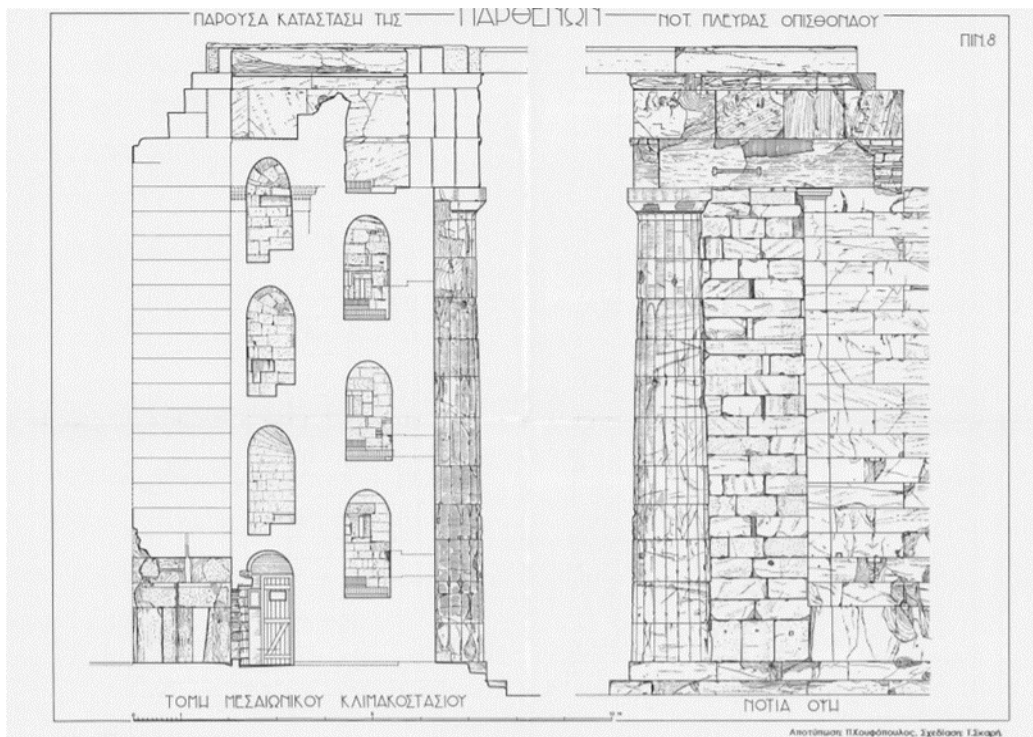 ΠΑΡΟΥΣΑ ΚΑΤΑΣΤΑΣΗ ΤΗΣ ΠΑΡΘΕΝΩΝ ΝΟΤ. ΠΛΕΥΡΑΣ ΟΠΙΣΘΟΝΑΟΥ
ΠΙΝ.8
ΤΟΜΗ ΜΕΣΑΙΩΝΙΚΟΥ ΚΛΙΜΑΚΟΣΤΑΣΙΟΥ
ΝΟΤΙΑ ΟΨΗ
Αποτύπωση: Π.Κουφόπουλος, Σχεδίαση: Τ.Σκαρή